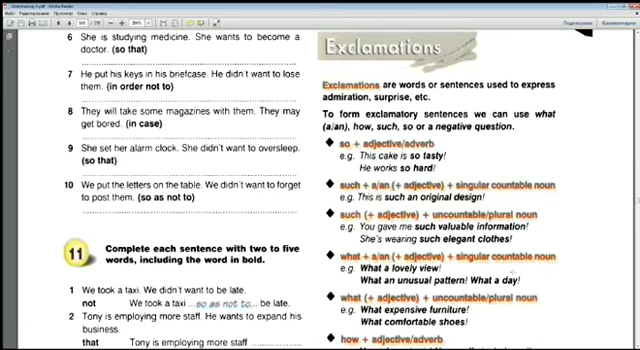 6 She is studying medicine. She wants to become a
doctor. (so that)
7 He put his keys in his briefcase. He didn't want to lose
them. (in order not to)
8 They will take some magazines with them. They may
get bored. (in case)
9 She set her alarm clock. She didn't want to oversleep.
(so that)
10 We put the letters on the table. We didn't want to forget
to post them. (so as not to)
11 Complete each sentence with two to five
words, including the word in bold.
1 We took a taxi. We didn't want to be late.
not We took a taxi ...so as not to... be late.
2 Tony is employing more staff. He wants to expand his
business.
that Tony is employing more staff ..................
Exclamations
Exclamations are words or sentences used to express
admiration, surprise, etc.
To form exclamatory sentences we can use what
(a/an), how, such, so or a negative question.
◆ so + adjective/adverb
e.g. This cake is so tasty!
He works so hard!
◆ such + a/an (+ adjective) + singular countable noun
e.g. This is such an original design!
◆ such (+ adjective) + uncountable/plural noun
e.g. You gave me such valuable information!
She's wearing such elegant clothes!
◆ what + a/an (+ adjective) + singular countable noun
e.g. What a lovely view!
What an unusual pattern! What a day!
◆ what (+ adjective) + uncountable/plural noun
e.g. What expensive furniture!
What comfortable shoes!
◆ how + adjective/adverb